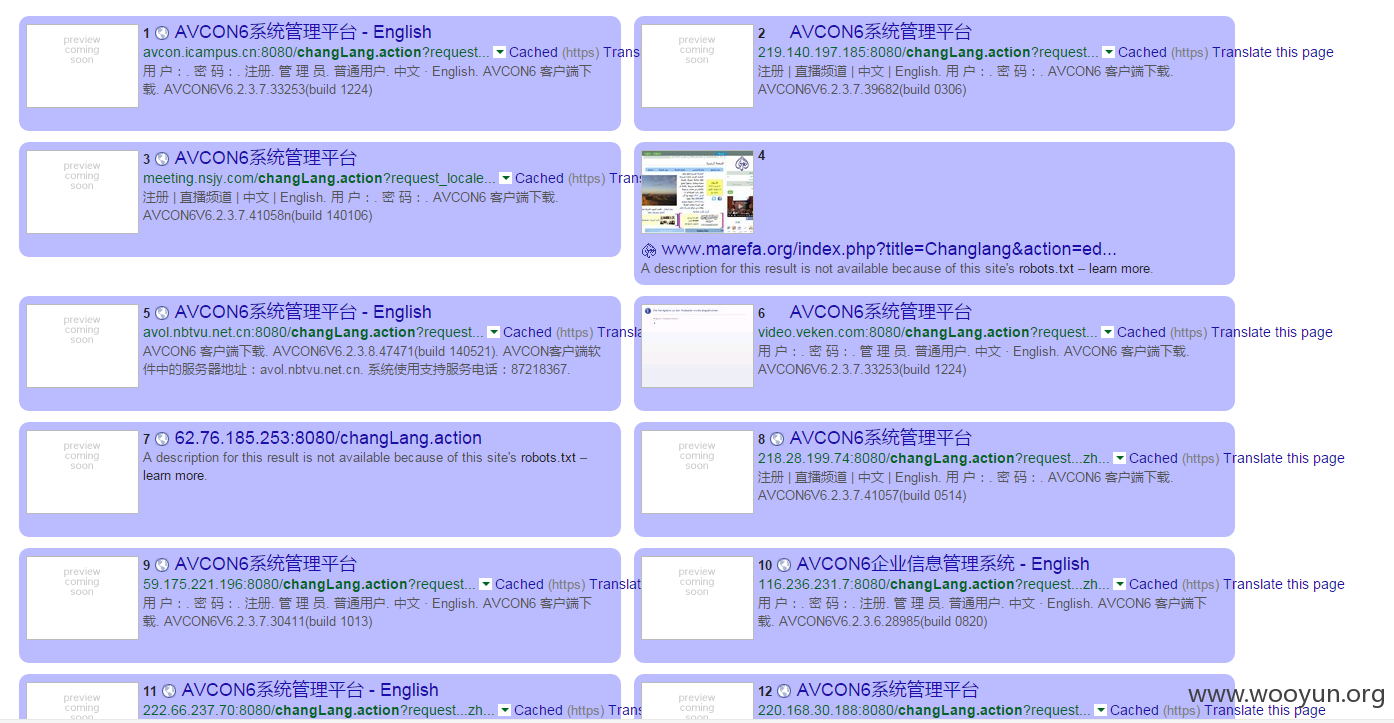 preview
coming
soon
1 AVCON6系统管理平台 - English
avcon.icampus.cn:8080/changLang.action?request... Cached (https) Trans
用 户：. 密 码：. 注册. 管 理 员. 普通用户. 中文 · English. AVCON6 客户端下
载. AVCON6V6.2.3.7.33253(build 1224)
preview
coming
soon
2 AVCON6系统管理平台
219.140.197.185:8080/changLang.action?request... Cached (https) Translate this page
注册 | 直播频道 | 中文 | English. 用 户：. 密 码：. AVCON6 客户端下载.
AVCON6V6.2.3.7.39682(build 0306)
preview
coming
soon
3 AVCON6系统管理平台
meeting.nsjy.com/changLang.action?request_locale... Cached (https) Tran
注册 | 直播频道 | 中文 | English. 用 户：. 密 码：. AVCON6 客户端下载.
AVCON6V6.2.3.7.41058n(build 140106)
4
www.marefa.org/index.php?title=Changlang&action=ed...
A description for this result is not available because of this site's robots.txt – learn more.
preview
coming
soon
5 AVCON6系统管理平台 - English
avol.nbtvu.net.cn:8080/changLang.action?request... Cached (https) Transla
AVCON6 客户端下载. AVCON6V6.2.3.8.47471(build 140521). AVCON客户端软
件中的服务器地址：avol.nbtvu.net.cn. 系统使用支持服务电话：87218367.
6 AVCON6系统管理平台
video.veken.com:8080/changLang.action?request... Cached (https) Translate this page
用 户：. 密 码：. 管 理 员. 普通用户. 中文 · English. AVCON6 客户端下载.
AVCON6V6.2.3.7.33253(build 1224)
preview
coming
soon
7 62.76.185.253:8080/changLang.action
A description for this result is not available because of this site's robots.txt –
learn more.
preview
coming
soon
8 AVCON6系统管理平台
218.28.199.74:8080/changLang.action?request...zh... Cached (https) Translate this page
注册 | 直播频道 | 中文 | English. 用 户：. 密 码：. AVCON6 客户端下载.
AVCON6V6.2.3.7.41057(build 0514)
preview
coming
soon
9 AVCON6系统管理平台
59.175.221.196:8080/changLang.action?request... Cached (https) Translat
用 户：. 密 码：. 注册. 管 理 员. 普通用户. 中文 · English. AVCON6 客户端下
载. AVCON6V6.2.3.7.30411(build 1013)
preview
coming
soon
10 AVCON6企业信息管理系统 - English
116.236.231.7:8080/changLang.action?request...zh... Cached (https) Translate this page
用 户：. 密 码：. 注册. 管 理 员. 普通用户. 中文 · English. AVCON6 客户端下
载. AVCON6V6.2.3.6.28985(build 0820)
preview
coming
soon
11 AVCON6系统管理平台 - English
222.66.237.70:8080/changLang.action?request...zh... Cached (https) Trans
preview
coming
soon
12 AVCON6系统管理平台
220.168.30.188:8080/changLang.action?request... Cached (https) Translate this page
www.wooyun.org